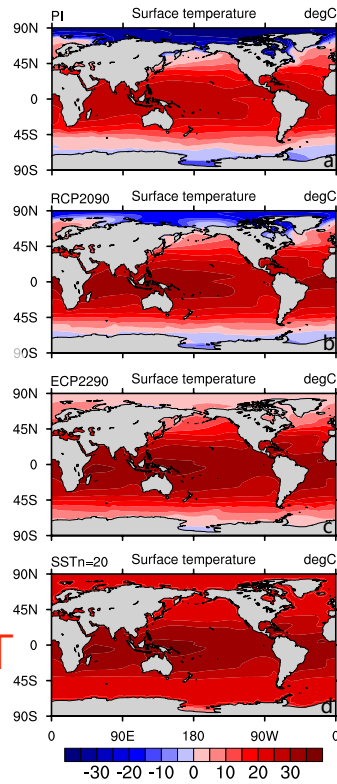 PI Surface temperature degC
90N
45N
0
45S
90S
a
RCP2090 Surface temperature degC
90N
45N
0
45S
90S
b
ECP2290 Surface temperature degC
90N
45N
0
45S
90S
c
SSTn=20 Surface temperature degC
90N
45N
0
45S
90S
d
0 90E 180 90W 0
-30 -20 -10 0 10 20 30